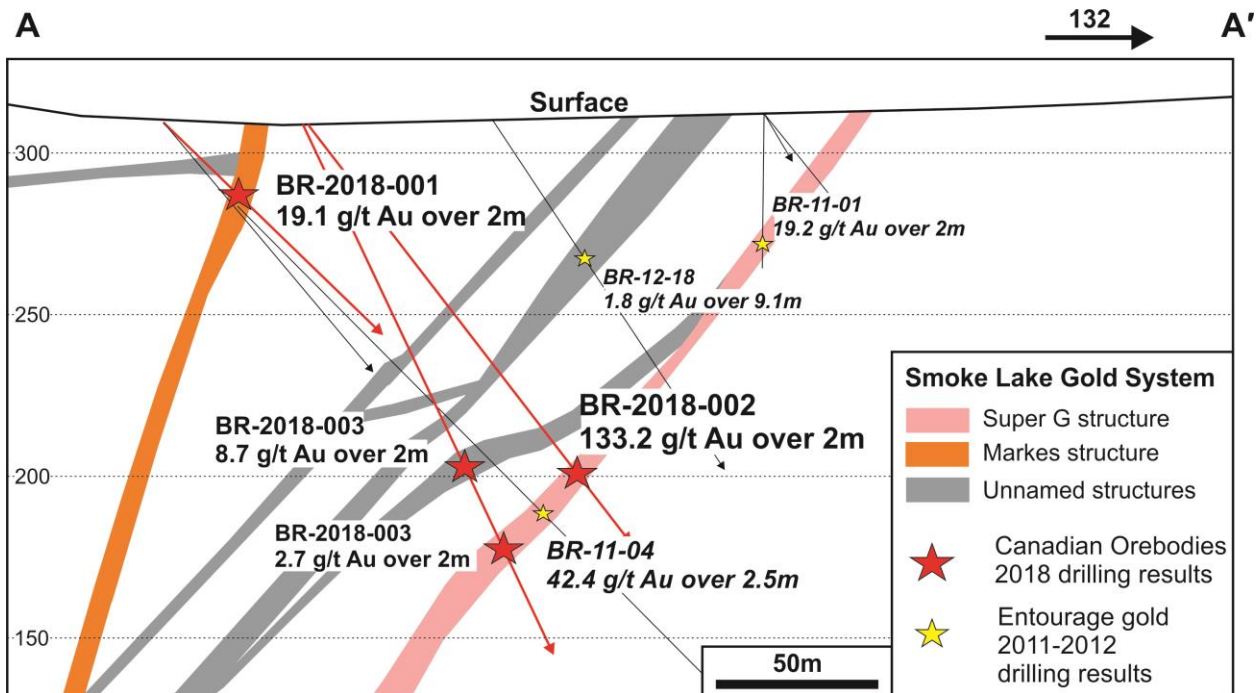 A
132
A′
Surface
300
BR-2018-001
19.1 g/t Au over 2m
BR-11-01
19.2 g/t Au over 2m
BR-12-18
1.8 g/t Au over 9.1m
250
BR-2018-002
133.2 g/t Au over 2m
BR-2018-003
8.7 g/t Au over 2m
200
BR-2018-003
2.7 g/t Au over 2m
BR-11-04
42.4 g/t Au over 2.5m
150
50m
Smoke Lake Gold System
Super G structure
Markes structure
Unnamed structures
Canadian Orebodies
2018 drilling results
Entourage gold
2011-2012
drilling results